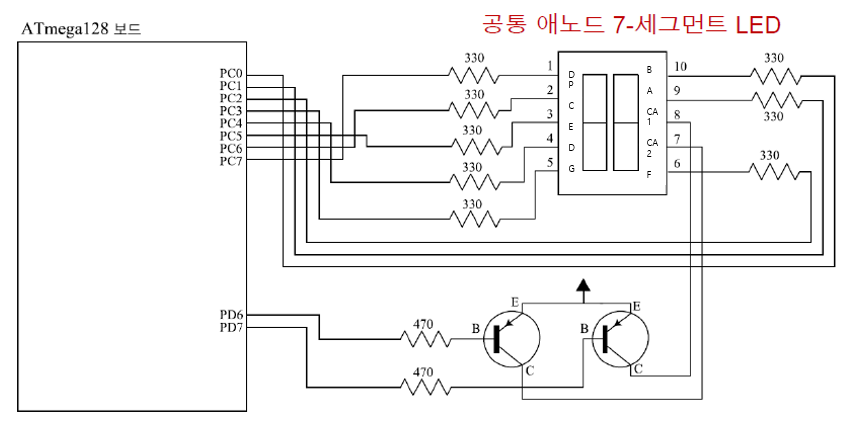 공통 애노드 7-세그먼트 LED
ATmega128 보드
PC0
PC1
PC2
PC3
PC4
PC5
PC6
PC7
PD6
PD7
330
330
330
330
330
1
2
3
4
5
D
P
C
E
D
G
B
A
CA
1
CA
2
F
10
9
8
7
6
330
330
330
470
470
B
E
C
B
E
C